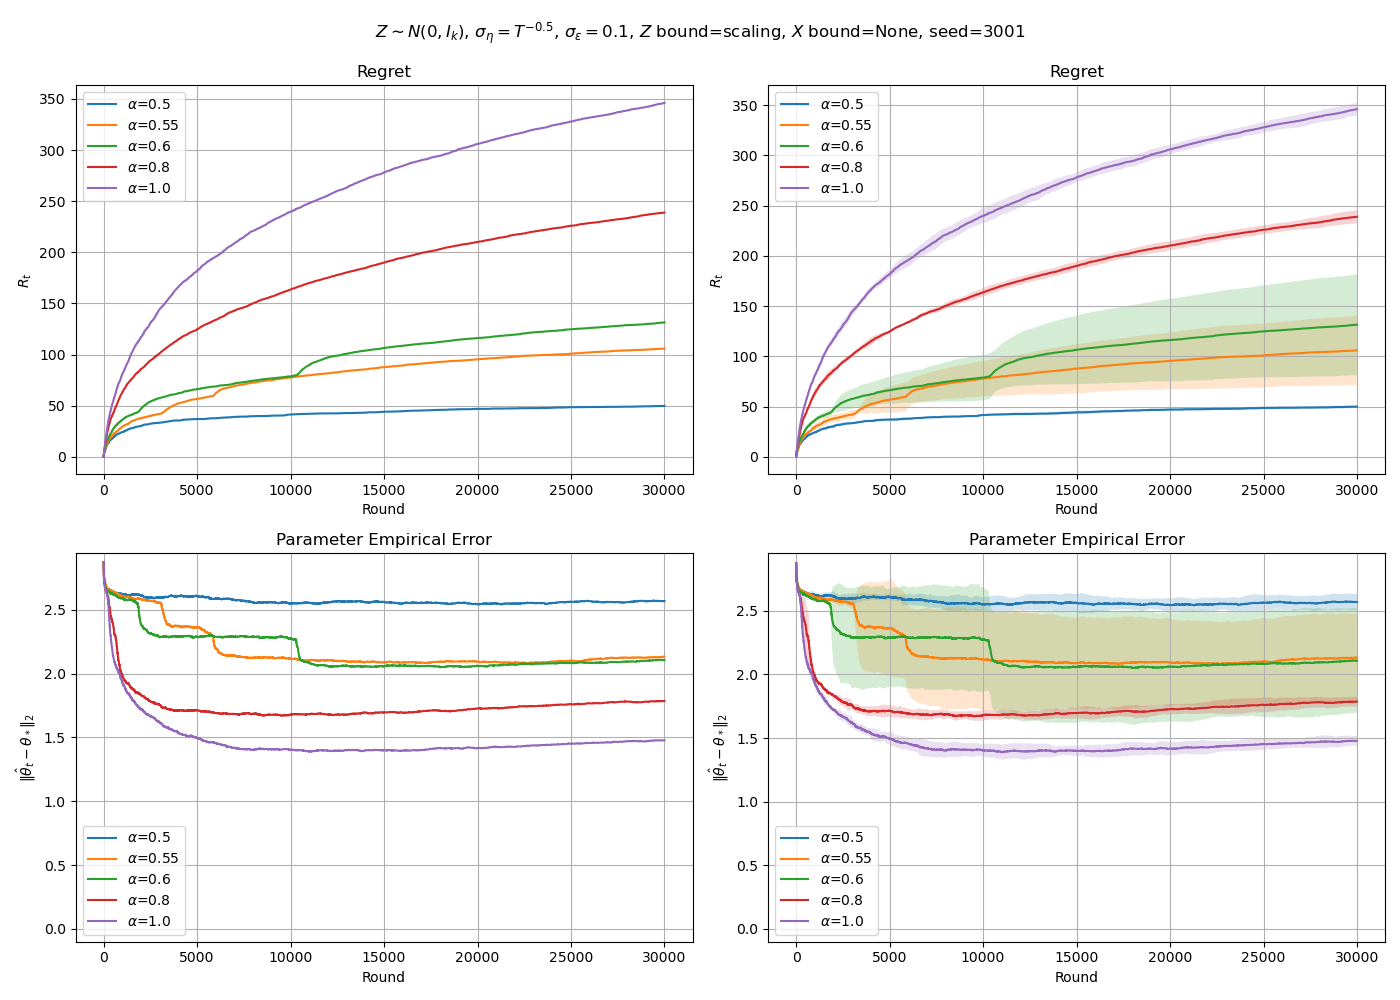 Z ~ N(0, I_k), σ_η = T^{-0.5}, σ_ε = 0.1, Z bound=scaling, X bound=None, seed=3001
Regret
R_t
350
300
250
200
150
100
50
0
α=0.5
α=0.55
α=0.6
α=0.8
α=1.0
0 5000 10000 15000 20000 25000 30000
Round
Regret
R_t
350
300
250
200
150
100
50
0
α=0.5
α=0.55
α=0.6
α=0.8
α=1.0
0 5000 10000 15000 20000 25000 30000
Round
Parameter Empirical Error
‖θ̂_t − θ_*‖_2
2.5
2.0
1.5
1.0
0.5
0.0
α=0.5
α=0.55
α=0.6
α=0.8
α=1.0
0 5000 10000 15000 20000 25000 30000
Round
Parameter Empirical Error
‖θ̂_t − θ_*‖_2
2.5
2.0
1.5
1.0
0.5
0.0
α=0.5
α=0.55
α=0.6
α=0.8
α=1.0
0 5000 10000 15000 20000 25000 30000
Round